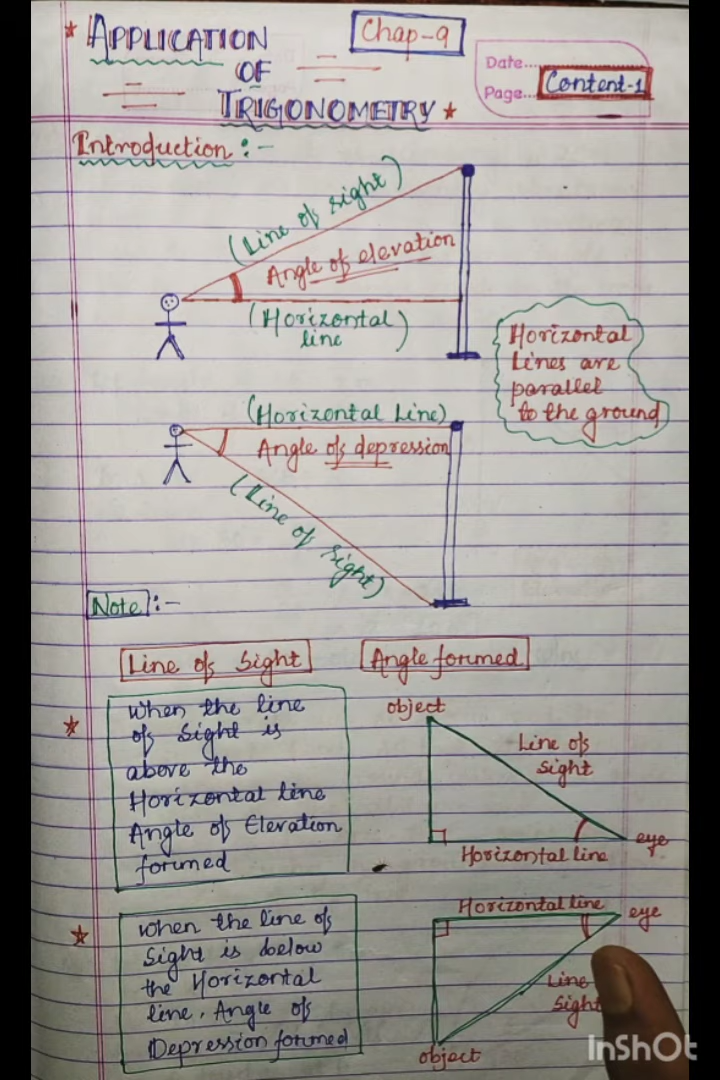 APPLICATION
OF
TRIGONOMETRY
Chap-9
Date
Page
Content-1
Introduction :-
(Line of sight)
Angle of elevation
(Horizontal)
line
Horizontal
Lines are
parallel
to the ground
(Horizontal Line)
Angle of depression
(Line of sight)
Note :-
Line of Sight
Angle formed
When the line
of sight is
above the
Horizontal line
Angle of Elevation
formed
object
Line of
sight
eye
Horizontal line
When the line of
Sight is below
the Horizontal
line, Angle of
Depression formed
Horizontal line
eye
Line
sight
object
InShOt